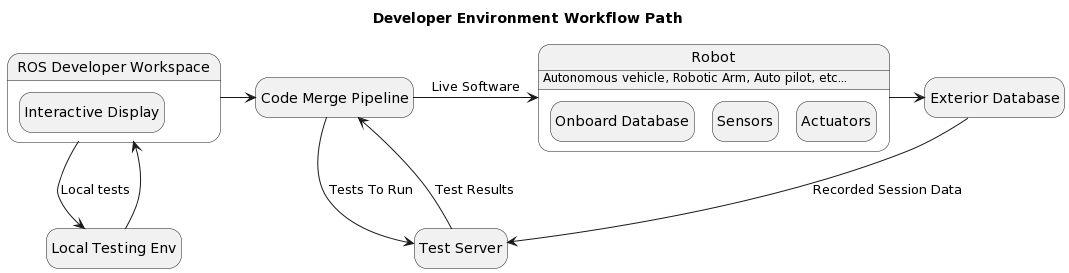 Developer Environment Workflow Path
ROS Developer Workspace
Interactive Display
Code Merge Pipeline
Live Software
Robot
Autonomous vehicle, Robotic Arm, Auto pilot, etc...
Onboard Database
Sensors
Actuators
Exterior Database
Local tests
Tests To Run
Test Results
Recorded Session Data
Local Testing Env
Test Server